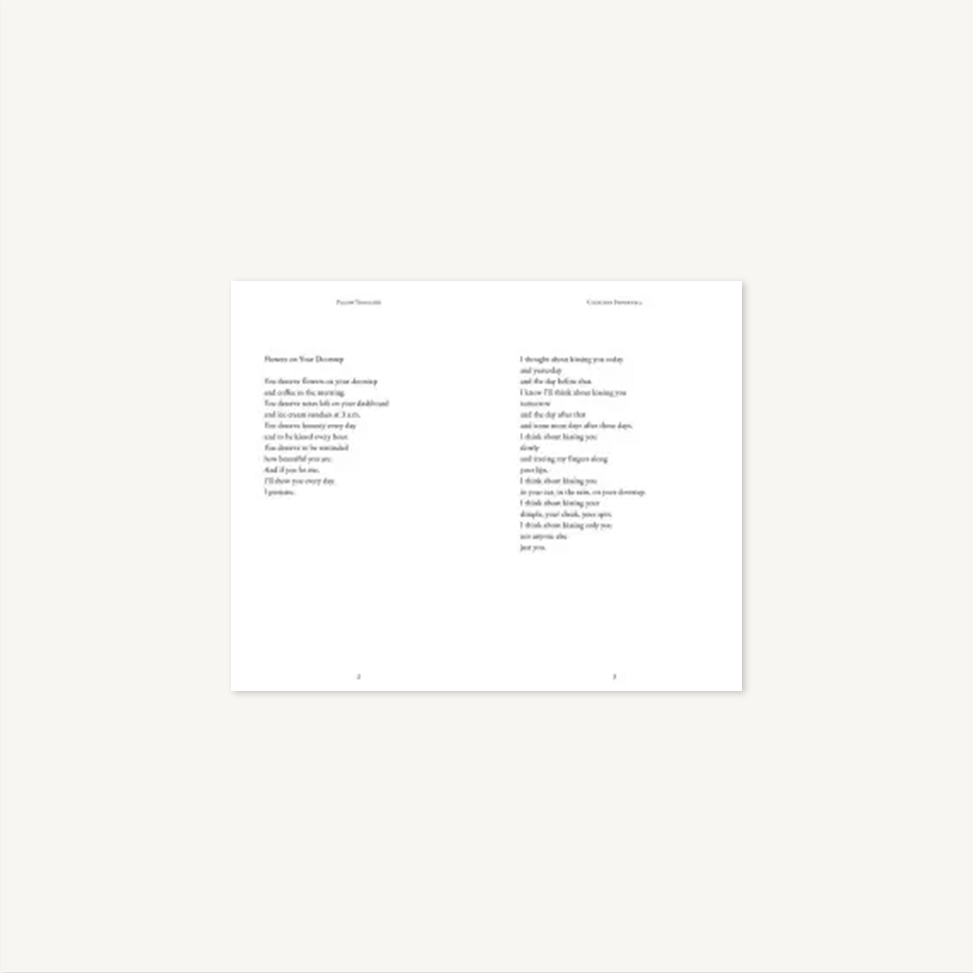 Pillow Thoughts
Flowers on Your Doorstep
You deserve flowers on your doorstep
and coffee in the morning.
You deserve notes left on your dashboard
and ice cream sundaes at 3 a.m.
You deserve honesty every day
and to be kissed every hour.
You deserve to be reminded
how beautiful you are.
And if you let me,
I'll show you every day,
I promise.
2
Courtney Peppernell
I thought about kissing you today
and yesterday
and the day before that.
I know I'll think about kissing you
tomorrow
and the day after that
and some more days after those days.
I think about kissing you
slowly
and tracing my fingers along
your lips.
I think about kissing you
in your car, in the rain, on your doorstep.
I think about kissing your
dimple, your cheek, your
I think about kissing only you
not anyone else
just you.
3